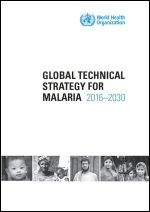 World Health
Organization
GLOBAL TECHNICAL
STRATEGY FOR
MALARIA 2016–2030